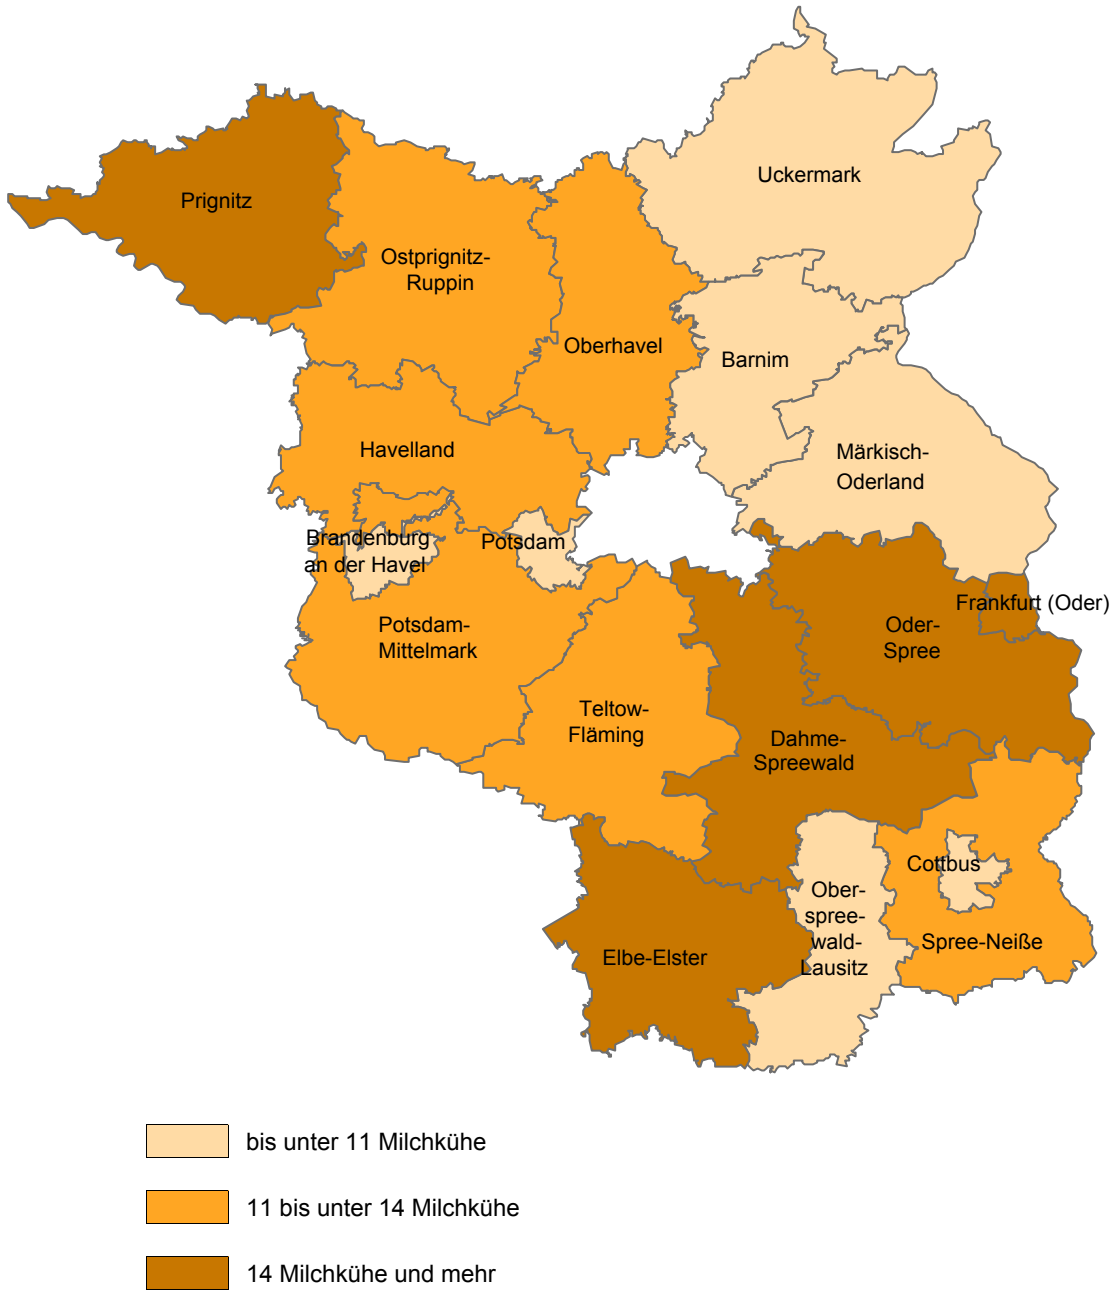 Uckermark
Prignitz
Ostprignitz-
Ruppin
Oberhavel
Barnim
Havelland
Märkisch-
Oderland
Brandenburg
an der Havel
Potsdam
Frankfurt (Oder)
Potsdam-
Mittelmark
Oder-
Spree
Teltow-
Fläming
Dahme-
Spreewald
Cottbus
Ober-
spree-
wald-
Lausitz
Spree-Neiße
Elbe-Elster
bis unter 11 Milchkühe
11 bis unter 14 Milchkühe
14 Milchkühe und mehr